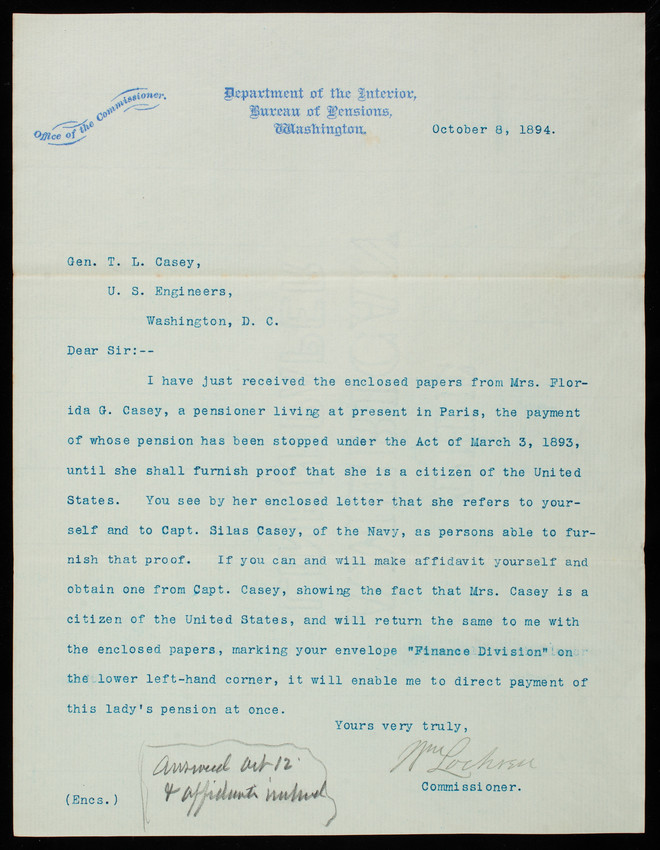 Office of the Commissioner.
Department of the Interior,
Bureau of Pensions,
Washington.
October 8, 1894.
Gen. T. L. Casey,
U. S. Engineers,
Washington, D. C.
Dear Sir:--
I have just received the enclosed papers from Mrs. Flor-
ida G. Casey, a pensioner living at present in Paris, the payment
of whose pension has been stopped under the Act of March 3, 1893,
until she shall furnish proof that she is a citizen of the United
States. You see by her enclosed letter that she refers to your-
self and to Capt. Silas Casey, of the Navy, as persons able to fur-
nish that proof. If you can and will make affidavit yourself and
obtain one from Capt. Casey, showing the fact that Mrs. Casey is a
citizen of the United States, and will return the same to me with
the enclosed papers, marking your envelope "Finance Division" on
the lower left-hand corner, it will enable me to direct payment of
this lady's pension at once.
Yours very truly,
Wm Lochren
Commissioner.
(Encs.)
Answered Oct 12
& affidavits